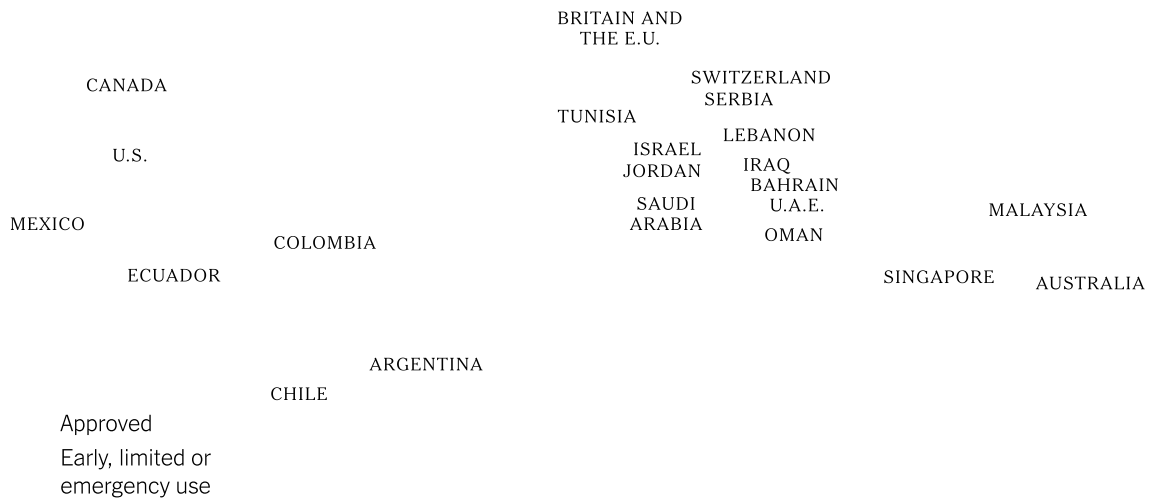 BRITAIN AND
THE E.U.
CANADA
SWITZERLAND
SERBIA
TUNISIA
LEBANON
U.S.
ISRAEL
JORDAN
IRAQ
BAHRAIN
U.A.E.
SAUDI
ARABIA
OMAN
MALAYSIA
MEXICO
COLOMBIA
ECUADOR
SINGAPORE
AUSTRALIA
ARGENTINA
CHILE
Approved
Early, limited or
emergency use